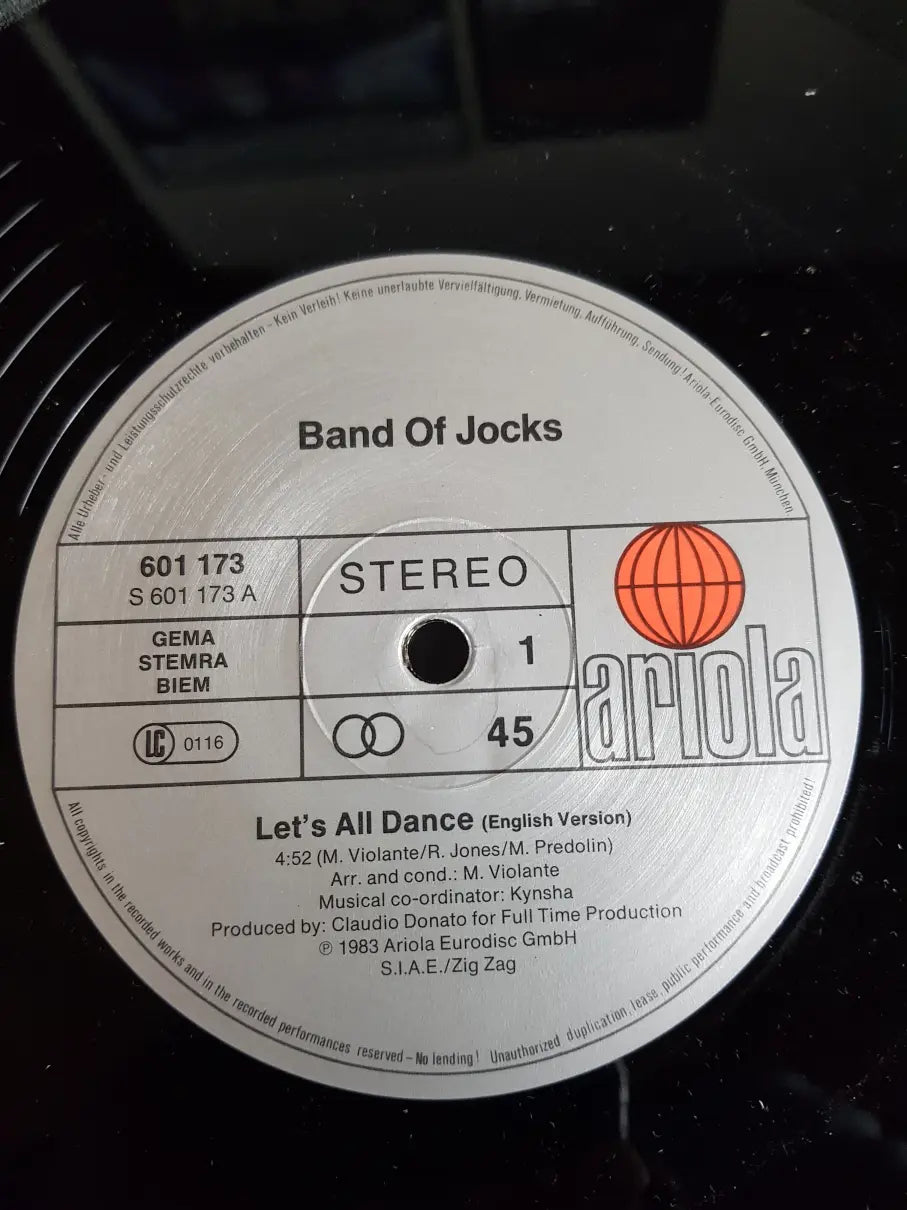 Alle Urheber- und Leistungsschutzrechte vorbehalten – Kein Verleih! Keine unerlaubte Vervielfältigung, Vermietung, Aufführung, Sendung! Ariola-Eurodisc GmbH, München
Band Of Jocks
601 173
S 601 173 A
STEREO
GEMA
STEMRA
BIEM
1
LC 0116
45
ariola
Let's All Dance (English Version)
4:52 (M. Violante/R. Jones/M. Predolin)
Arr. and cond.: M. Violante
Musical co-ordinator: Kynsha
Produced by: Claudio Donato for Full Time Production
℗ 1983 Ariola Eurodisc GmbH
S.I.A.E./Zig Zag
All copyrights in the recorded works and in the recorded performances reserved – No lending! Unauthorized duplication, lease, public performance and broadcast prohibited!